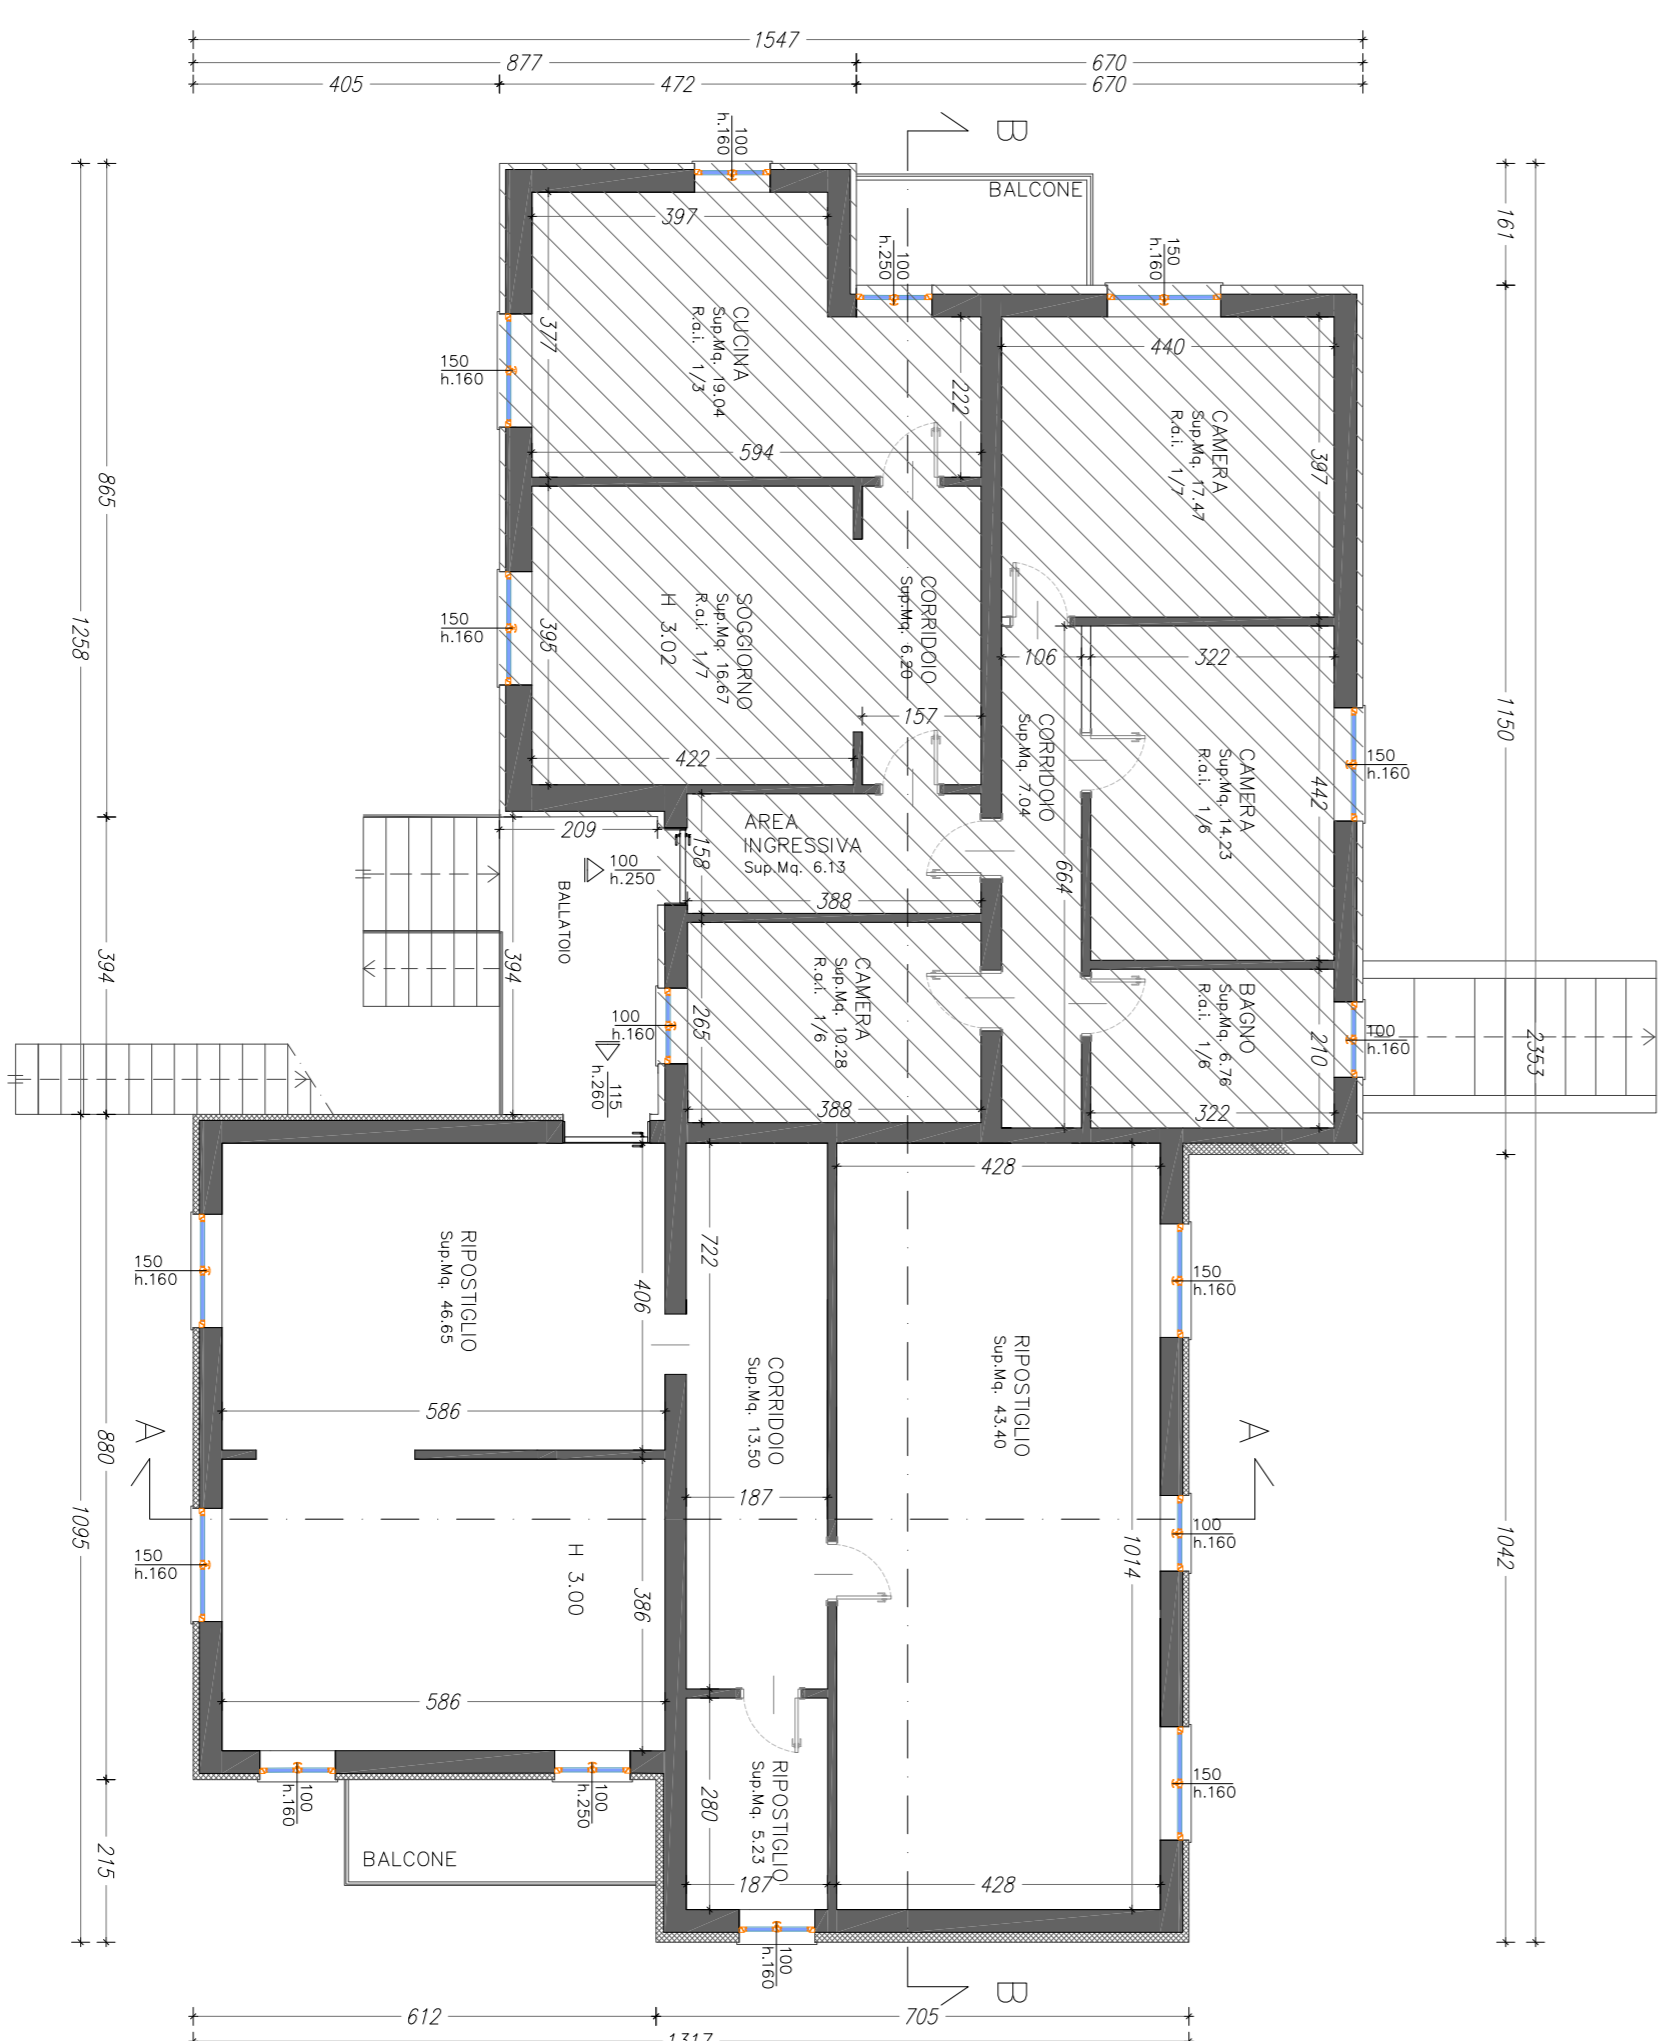 1547
877
670
405
472
670
B
100
h.160
BALCONE
161
397
100
h.250
150
h.160
CUCINA
Sup.Mq. 19.04
R.a.i. 1/3
377
440
150
h.160
222
CAMERA
Sup.Mq. 17.47
R.a.i. 1/7
397
594
865
1258
150
h.160
SOGGIORNO
Sup.Mq. 16.67
R.a.i. 1/7
H 3.02
395
CORRIDOIO
Sup.Mq. 6.20
106
322
157
CORRIDOIO
Sup.Mq. 7.04
CAMERA
Sup.Mq. 14.23
R.a.i. 1/6
442
150
h.160
1150
422
209
100
h.250
158
AREA
INGRESSIVA
Sup.Mq. 6.13
664
388
BALLATOIO
394
394
CAMERA
Sup.Mq. 10.28
R.a.i. 1/6
265
100
h.160
BAGNO
Sup.Mq. 6.76
R.a.i. 1/6
210
100
h.160
2353
115
h.260
388
322
428
722
RIPOSTIGLIO
Sup.Mq. 46.65
406
150
h.160
150
h.160
RIPOSTIGLIO
Sup.Mq. 43.40
CORRIDOIO
Sup.Mq. 13.50
586
A
A
880
1095
187
1014
100
h.160
1042
150
h.160
H 3.00
386
586
100
h.160
100
h.250
RIPOSTIGLIO
Sup.Mq. 5.23
280
150
h.160
215
BALCONE
187
428
100
h.160
B
612
705
1317